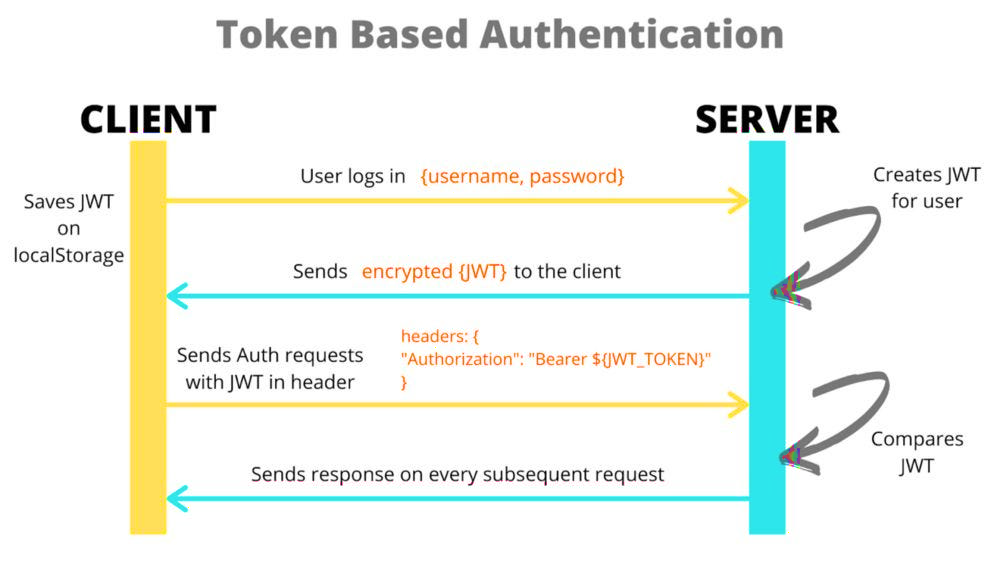 Token Based Authentication
CLIENT
SERVER
User logs in {username, password}
Creates JWT
for user
Saves JWT
on
localStorage
Sends encrypted {JWT} to the client
Sends Auth requests
with JWT in header
headers: {
"Authorization": "Bearer ${JWT_TOKEN}"
}
Compares
JWT
Sends response on every subsequent request